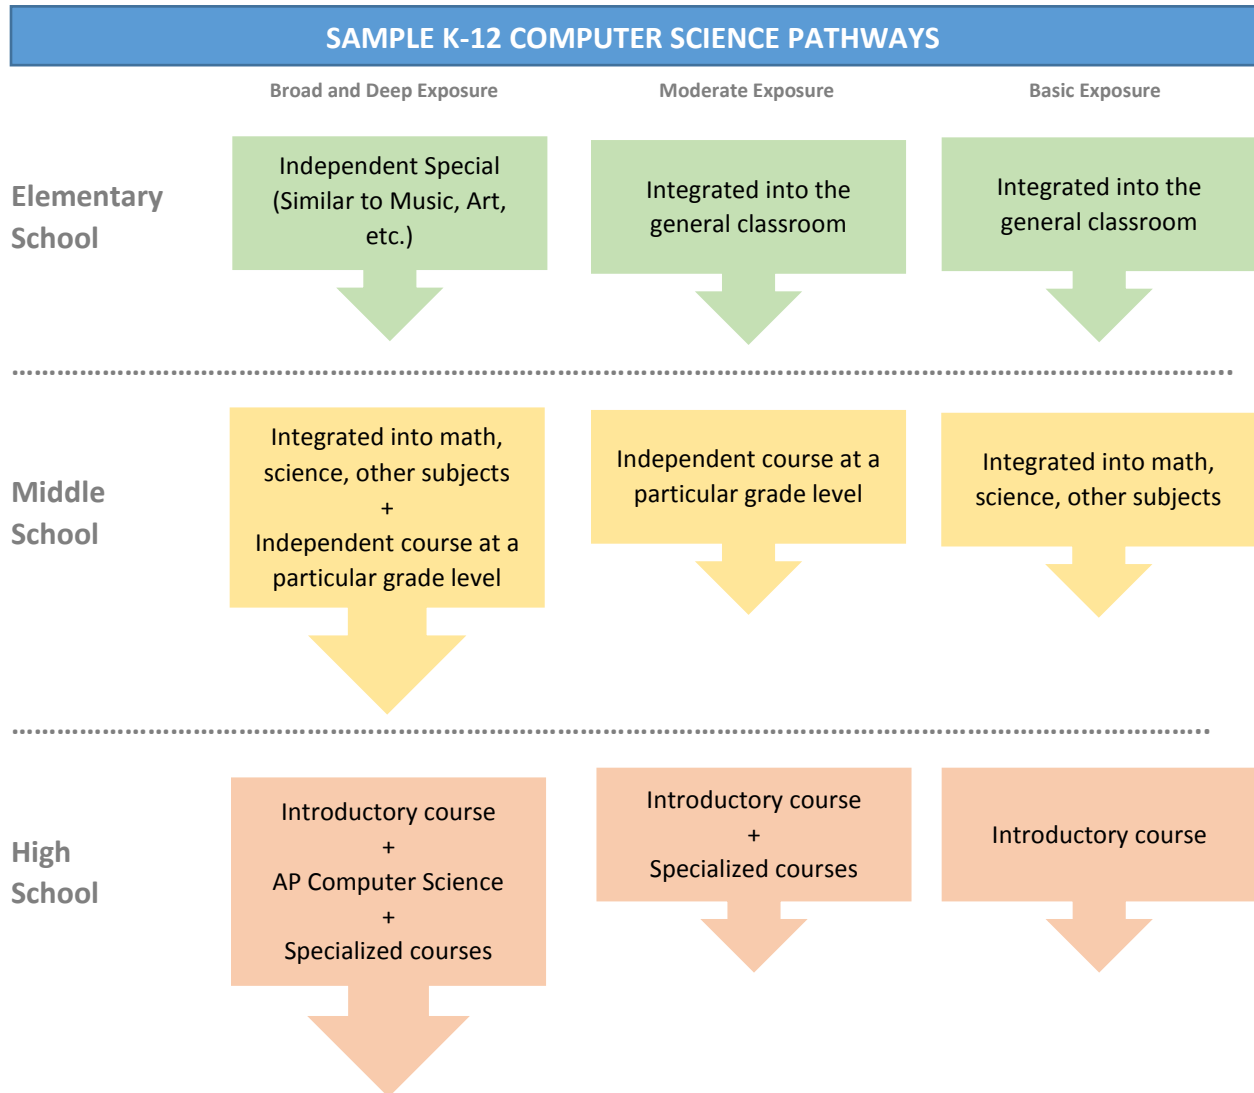 SAMPLE K-12 COMPUTER SCIENCE PATHWAYS
Broad and Deep Exposure
Moderate Exposure
Basic Exposure
Elementary
School
Independent Special
(Similar to Music, Art,
etc.)
Integrated into the
general classroom
Integrated into the
general classroom
Middle
School
Integrated into math,
science, other subjects
+
Independent course at a
particular grade level
Independent course at a
particular grade level
Integrated into math,
science, other subjects
High
School
Introductory course
+
AP Computer Science
+
Specialized courses
Introductory course
+
Specialized courses
Introductory course